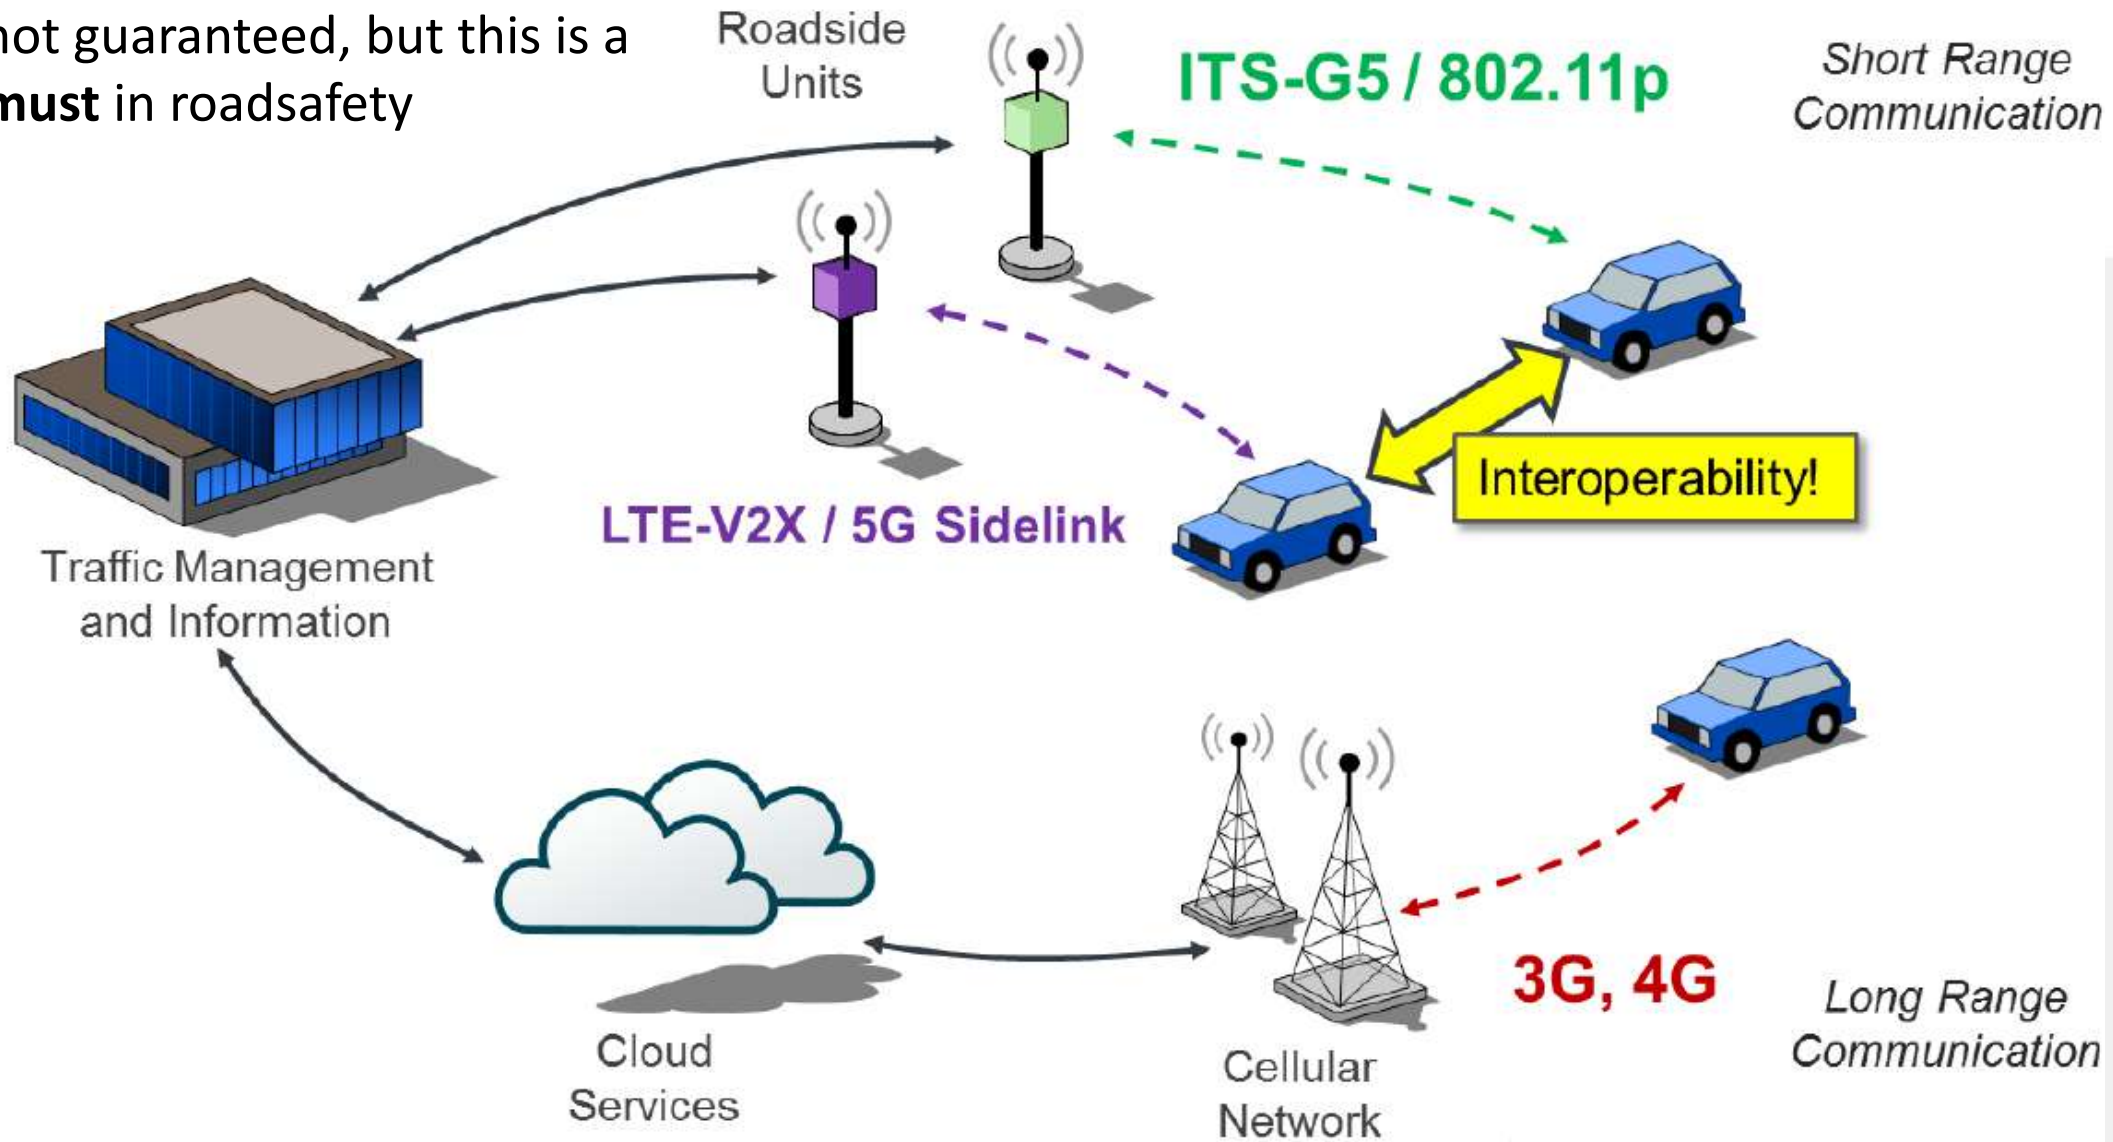 not guaranteed, but this is a
must in roadsafety
Roadside
Units
ITS-G5 / 802.11p
Short Range
Communication
Interoperability!
LTE-V2X / 5G Sidelink
Traffic Management
and Information
3G, 4G
Long Range
Communication
Cloud
Services
Cellular
Network